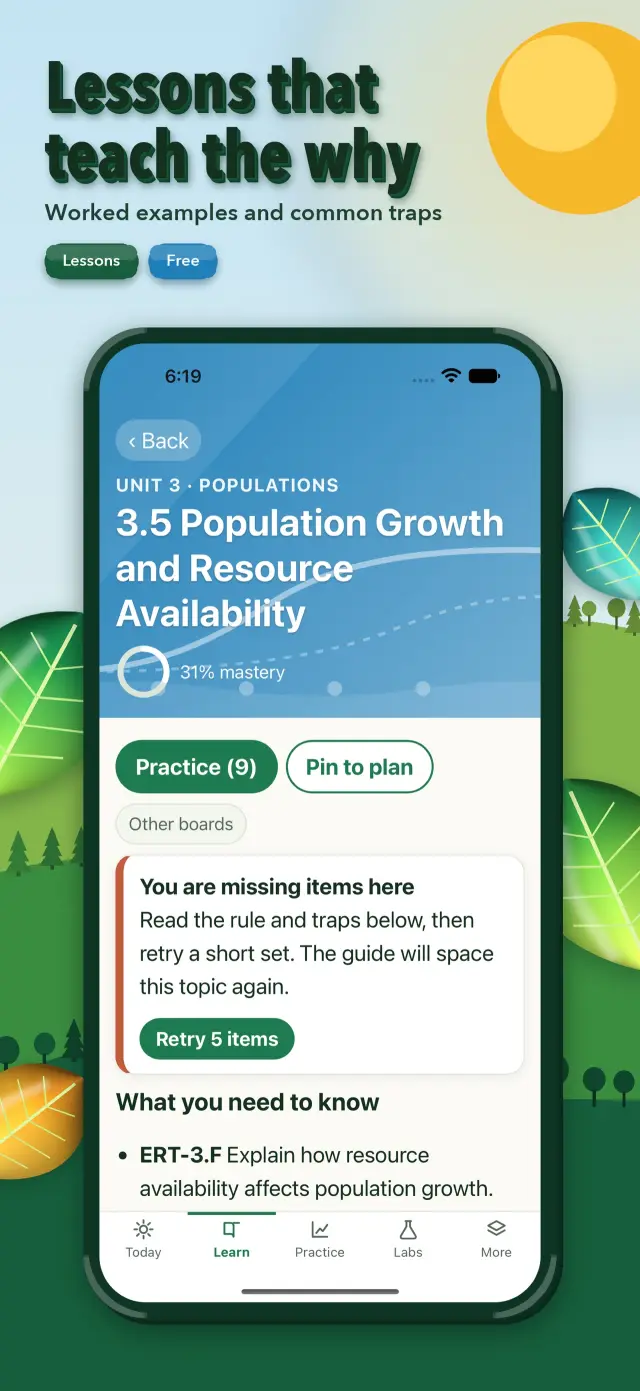 Lessons that
teach the why
Worked examples and common traps
Lessons
Free
6:19
‹ Back
UNIT 3 · POPULATIONS
3.5 Population Growth
and Resource
Availability
31% mastery
Practice (9)
Pin to plan
Other boards
You are missing items here
Read the rule and traps below, then
retry a short set. The guide will space
this topic again.
Retry 5 items
What you need to know
• ERT-3.F Explain how resource
availability affects population growth.
Today
Learn
Practice
Labs
More